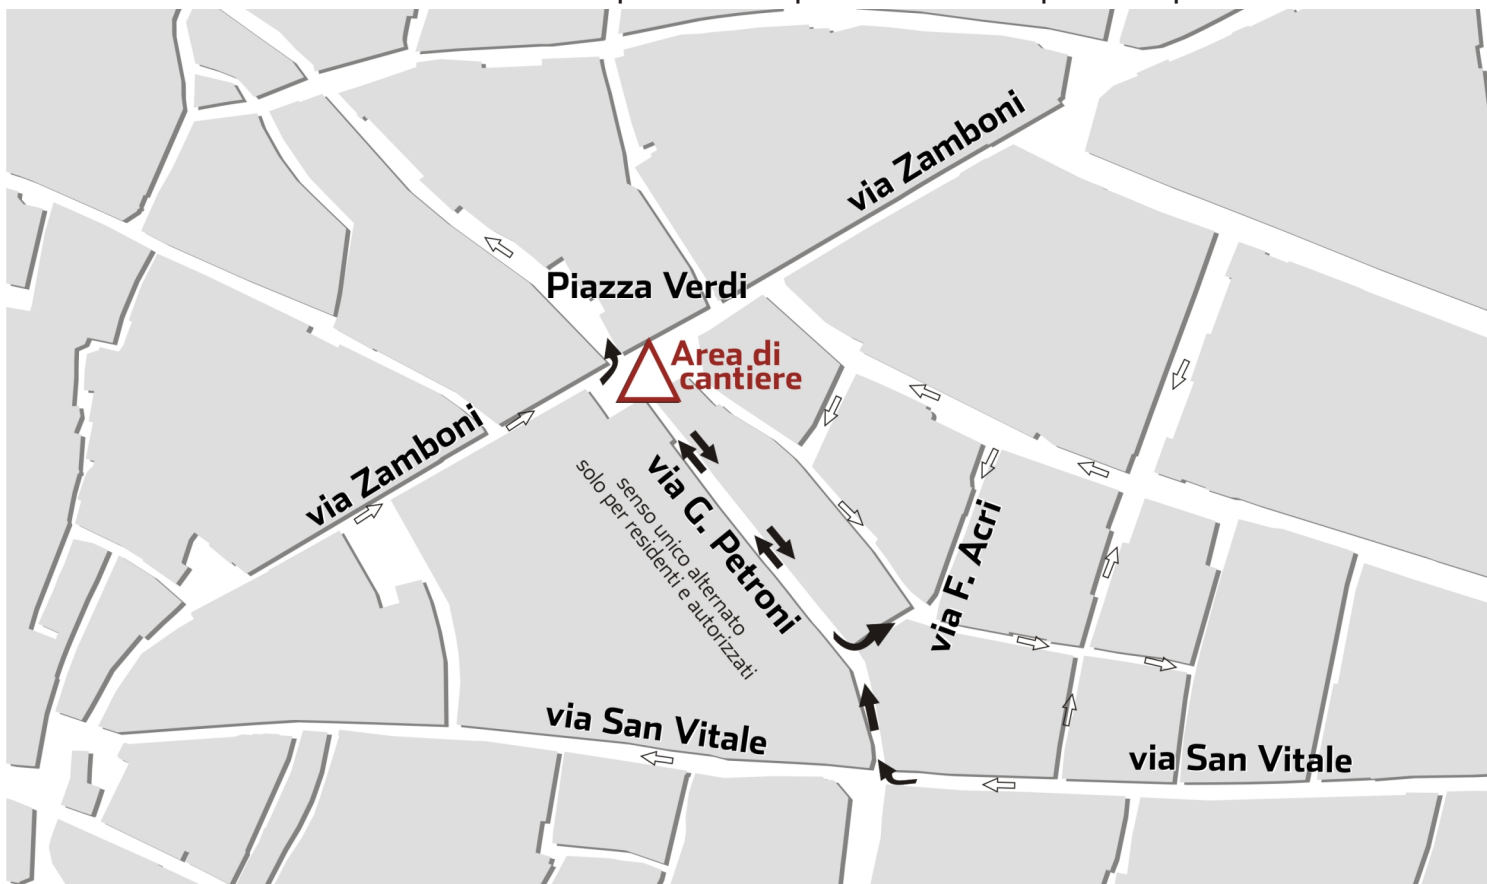 via Zamboni
Piazza Verdi
Area di
cantiere
via Zamboni
via G. Petroni
senso unico alternato
solo per residenti e autorizzati
via F. Acri
via San Vitale
via San Vitale